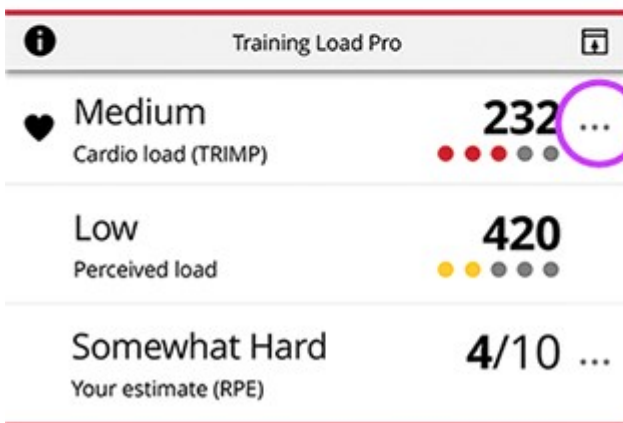 Training Load Pro
Medium 232 ...
Cardio load (TRIMP)
Low 420
Perceived load
Somewhat Hard 4/10 ...
Your estimate (RPE)